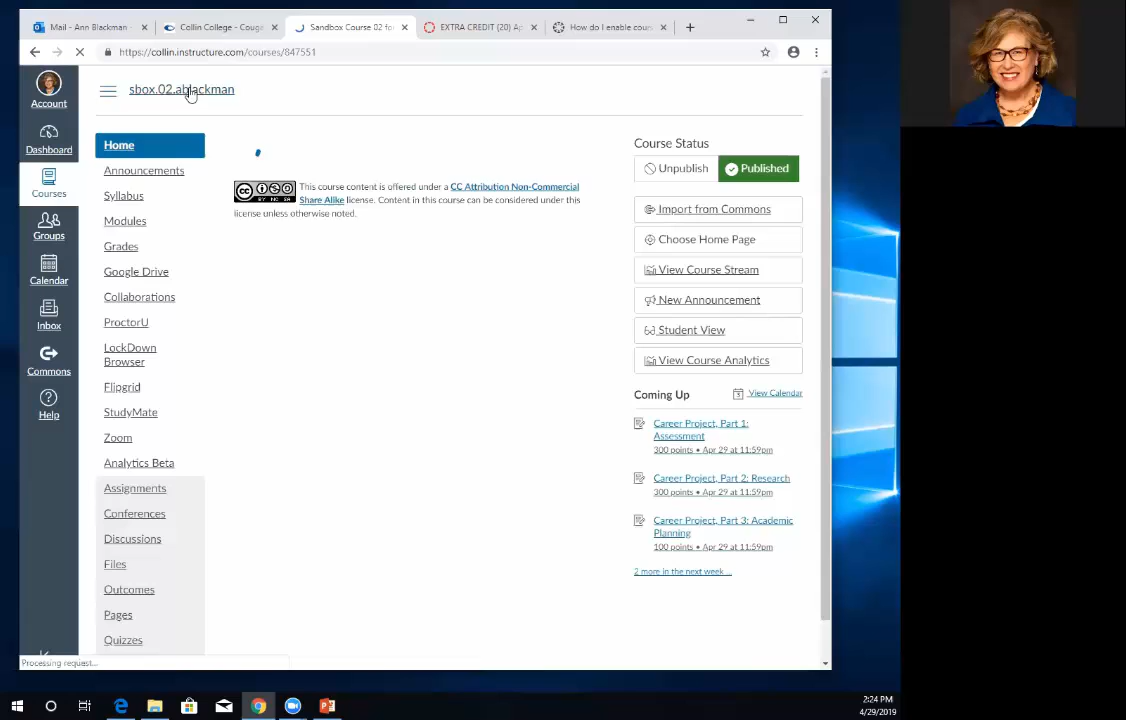 Mail - Ann Blackman -
Collin College - Couga
Sandbox Course 02 for
EXTRA CREDIT (20) Ap
How do I enable cours
https://collin.instructure.com/courses/847551
sbox.02.ablackman
Account
Dashboard
Courses
Groups
Calendar
Inbox
Commons
Help
Home
Announcements
Syllabus
Modules
Grades
Google Drive
Collaborations
ProctorU
LockDown
Browser
Flipgrid
StudyMate
Zoom
Analytics Beta
Assignments
Conferences
Discussions
Files
Outcomes
Pages
Quizzes
This course content is offered under a CC Attribution Non-Commercial
Share Alike license. Content in this course can be considered under this
license unless otherwise noted.
Course Status
Unpublish Published
Import from Commons
Choose Home Page
View Course Stream
New Announcement
Student View
View Course Analytics
Coming Up View Calendar
Career Project, Part 1:
Assessment
300 points • Apr 29 at 11:59pm
Career Project, Part 2: Research
300 points • Apr 29 at 11:59pm
Career Project, Part 3: Academic
Planning
100 points • Apr 29 at 11:59pm
2 more in the next week ...
Processing request...
2:24 PM
4/29/2019